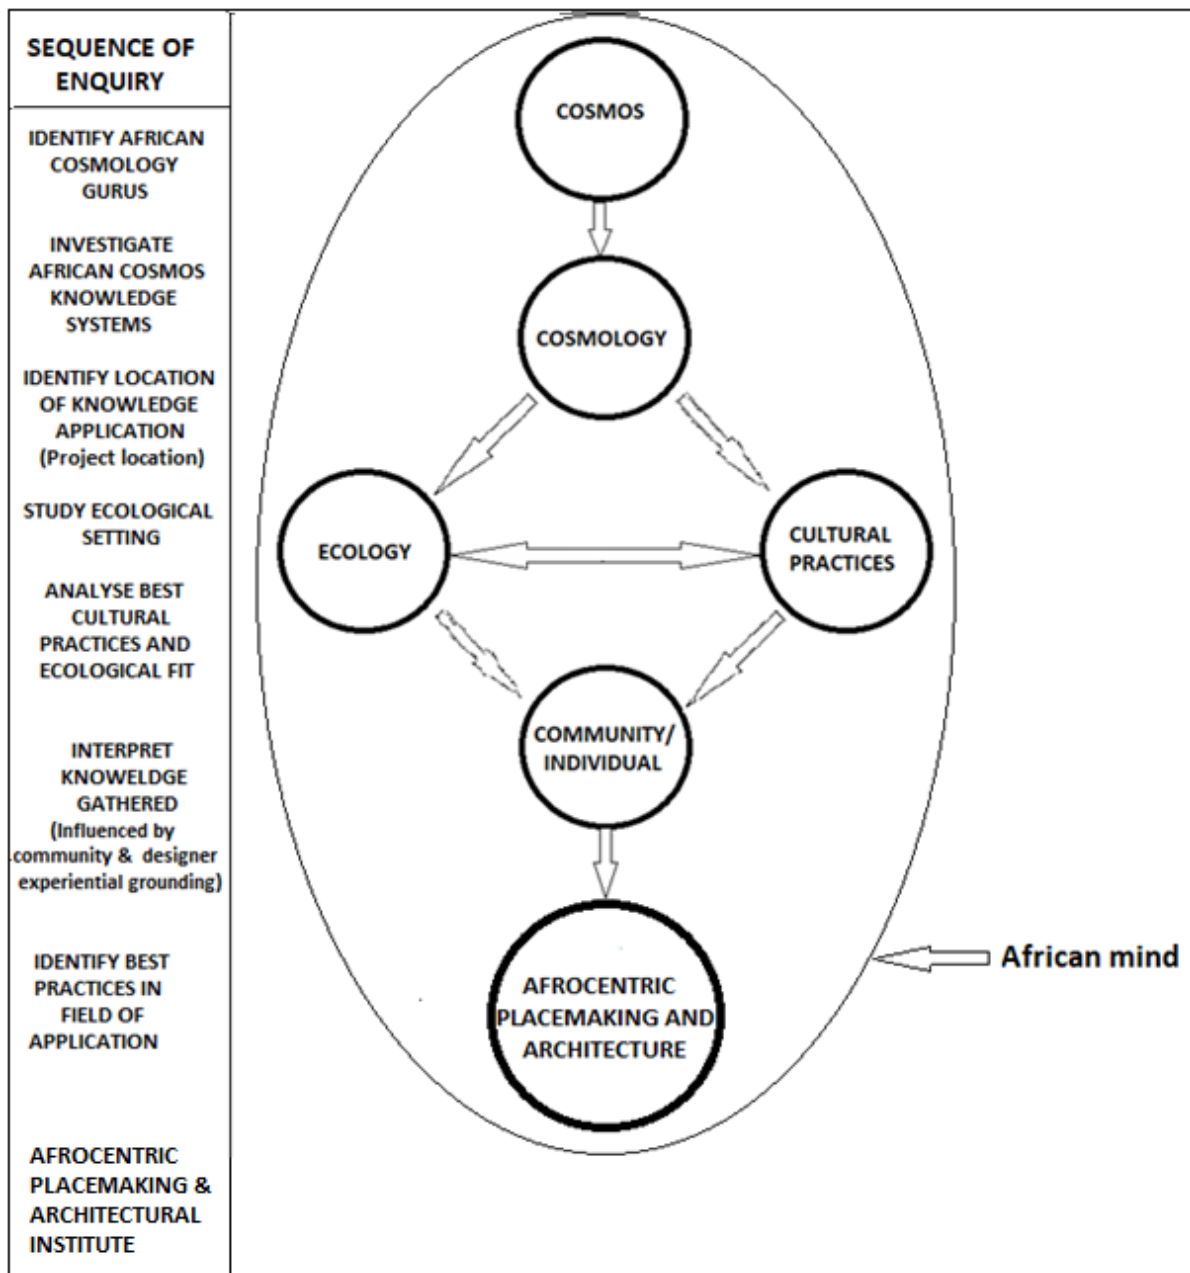 SEQUENCE OF
ENQUIRY
IDENTIFY AFRICAN
COSMOLOGY
GURUS
INVESTIGATE
AFRICAN COSMOS
KNOWLEDGE
SYSTEMS
IDENTIFY LOCATION
OF KNOWLEDGE
APPLICATION
(Project location)
STUDY ECOLOGICAL
SETTING
ANALYSE BEST
CULTURAL
PRACTICES AND
ECOLOGICAL FIT
INTERPRET
KNOWELDGE
GATHERED
(Influenced by
community & designer
experiential grounding)
IDENTIFY BEST
PRACTICES IN
FIELD OF
APPLICATION
AFROCENTRIC
PLACEMAKING &
ARCHITECTURAL
INSTITUTE
COSMOS
COSMOLOGY
ECOLOGY
CULTURAL
PRACTICES
COMMUNITY/
INDIVIDUAL
AFROCENTRIC
PLACEMAKING AND
ARCHITECTURE
African mind